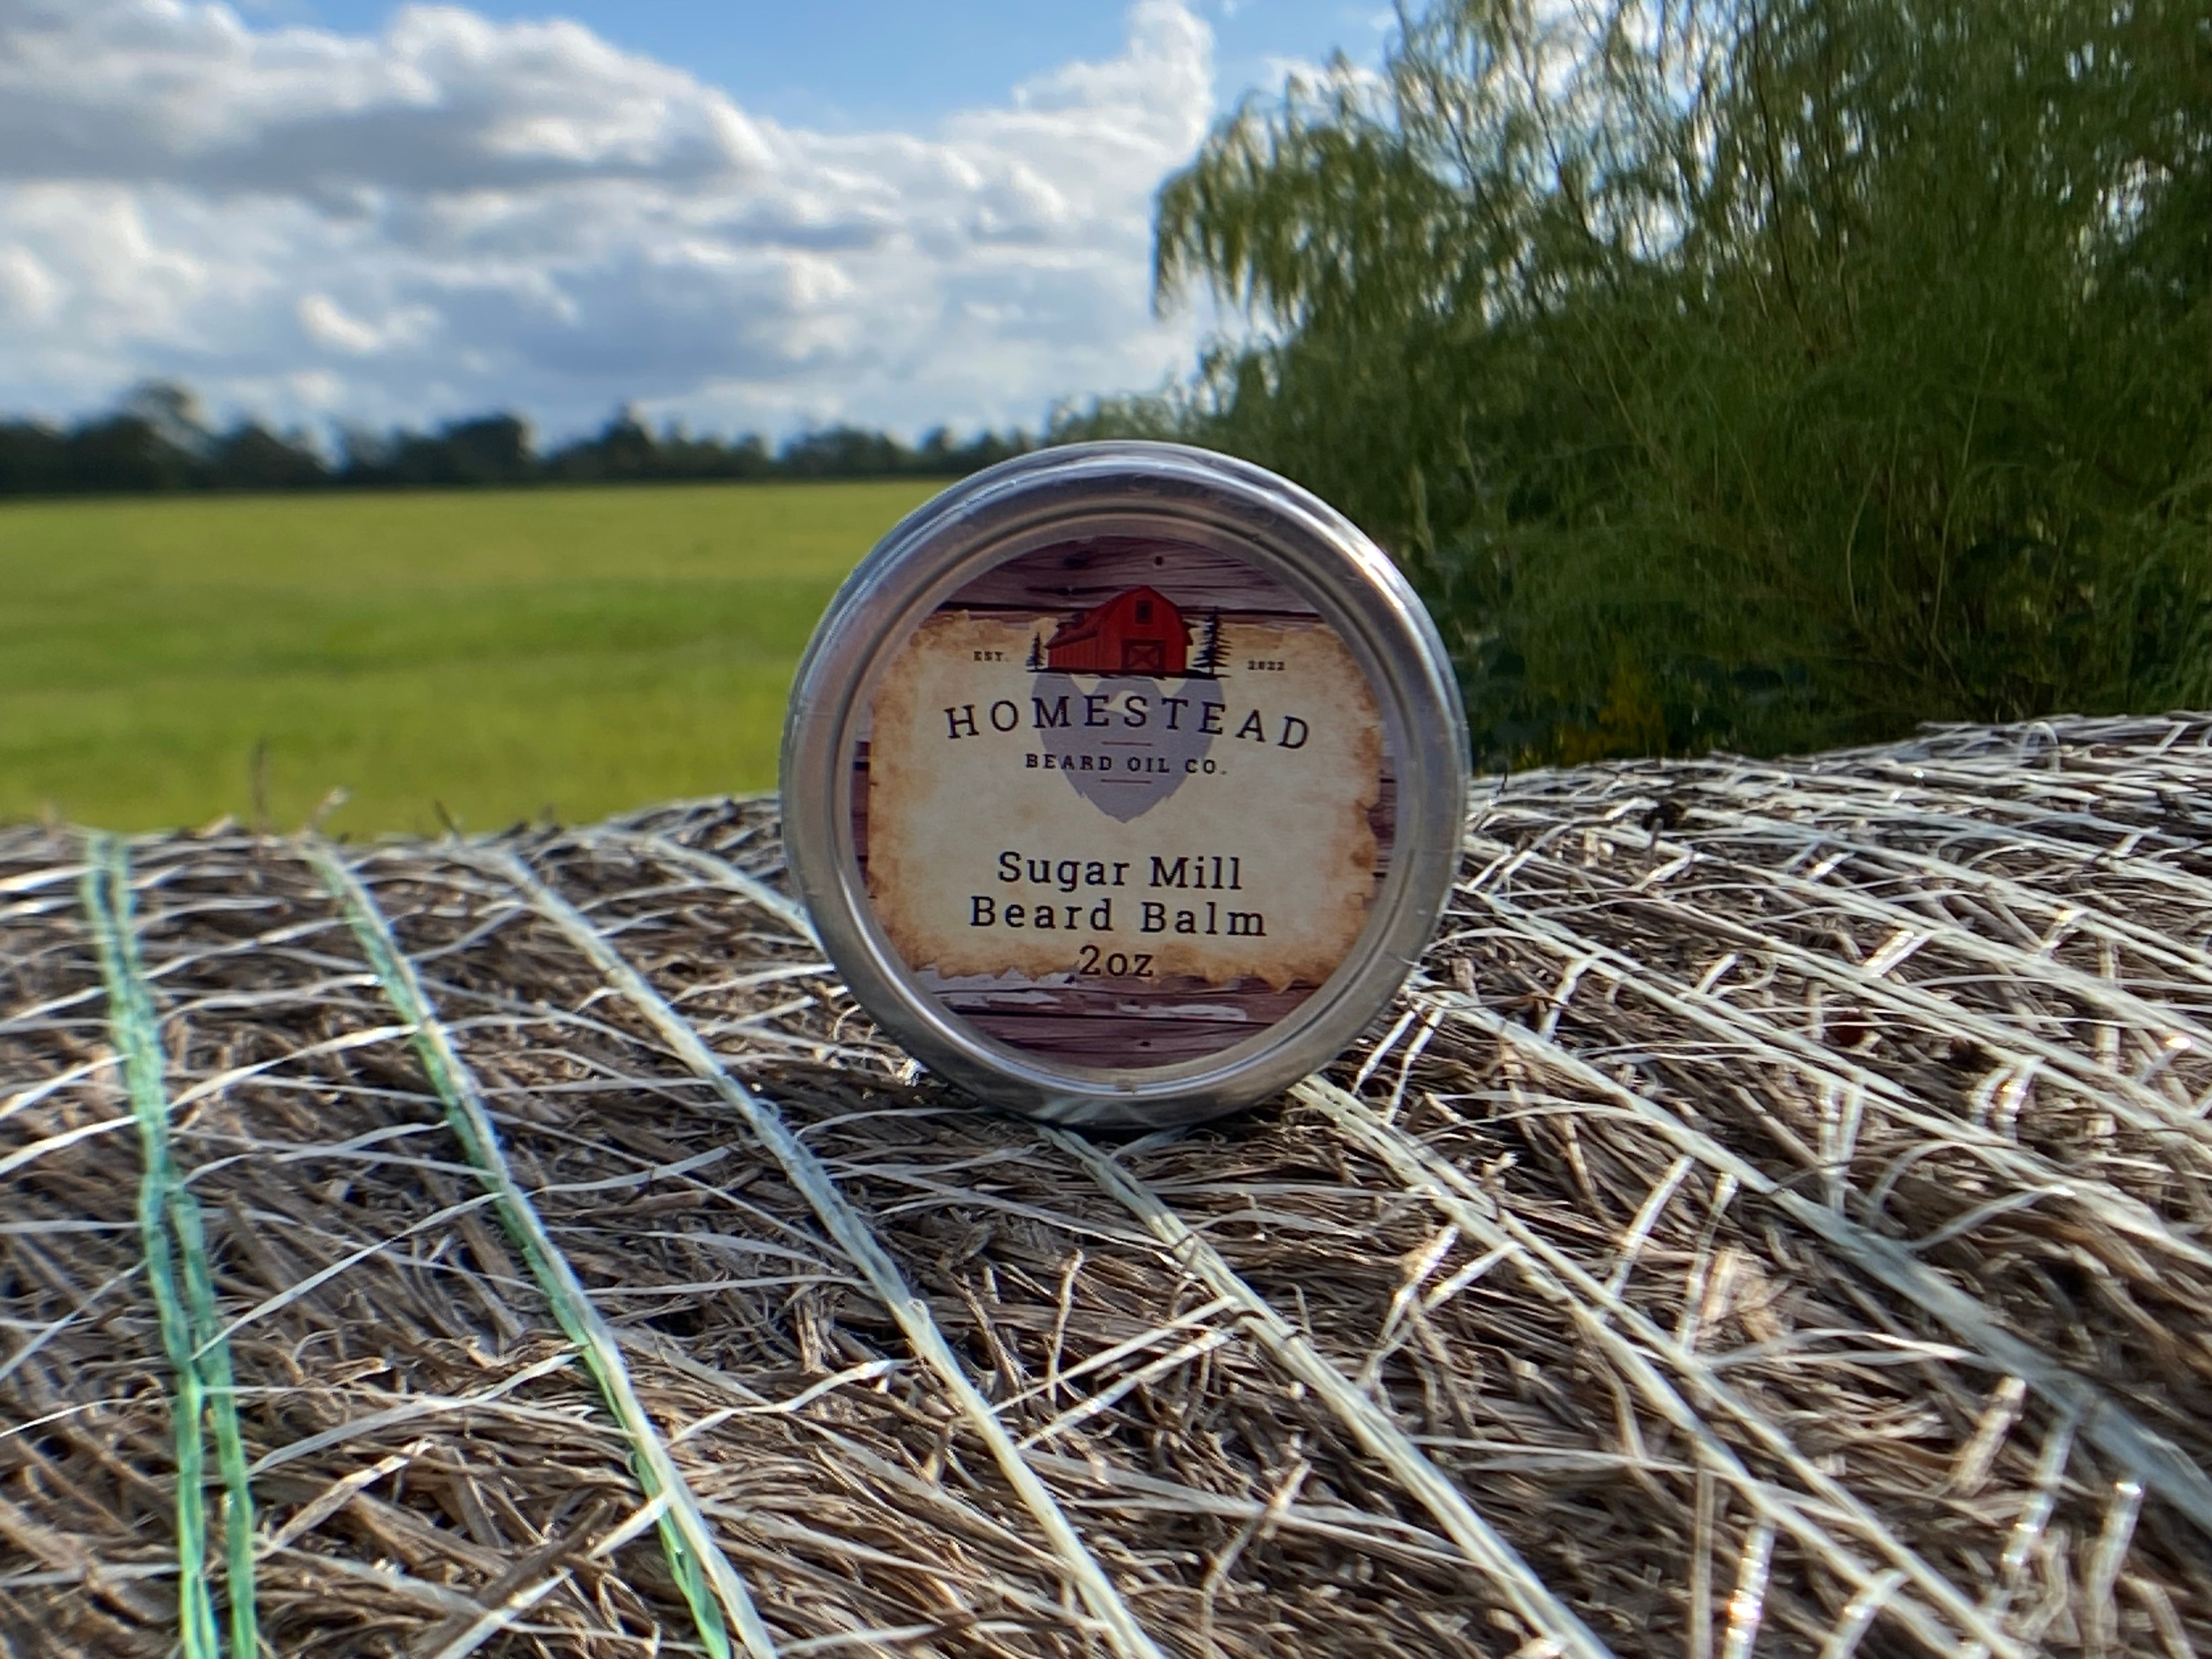 EST. 2022
HOMESTEAD
BEARD OIL CO.
Sugar Mill
Beard Balm
2oz